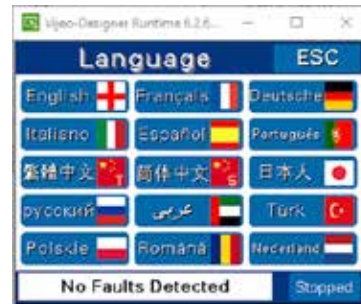 Vijeo-Designer Runtime 6.2.6...
Language ESC
English Français Deutsche
Italiano Español Português
繁體中文 T 简体中文 S 日本人
русский عربى Türk
Polskie Română Nederland
No Faults Detected Stopped